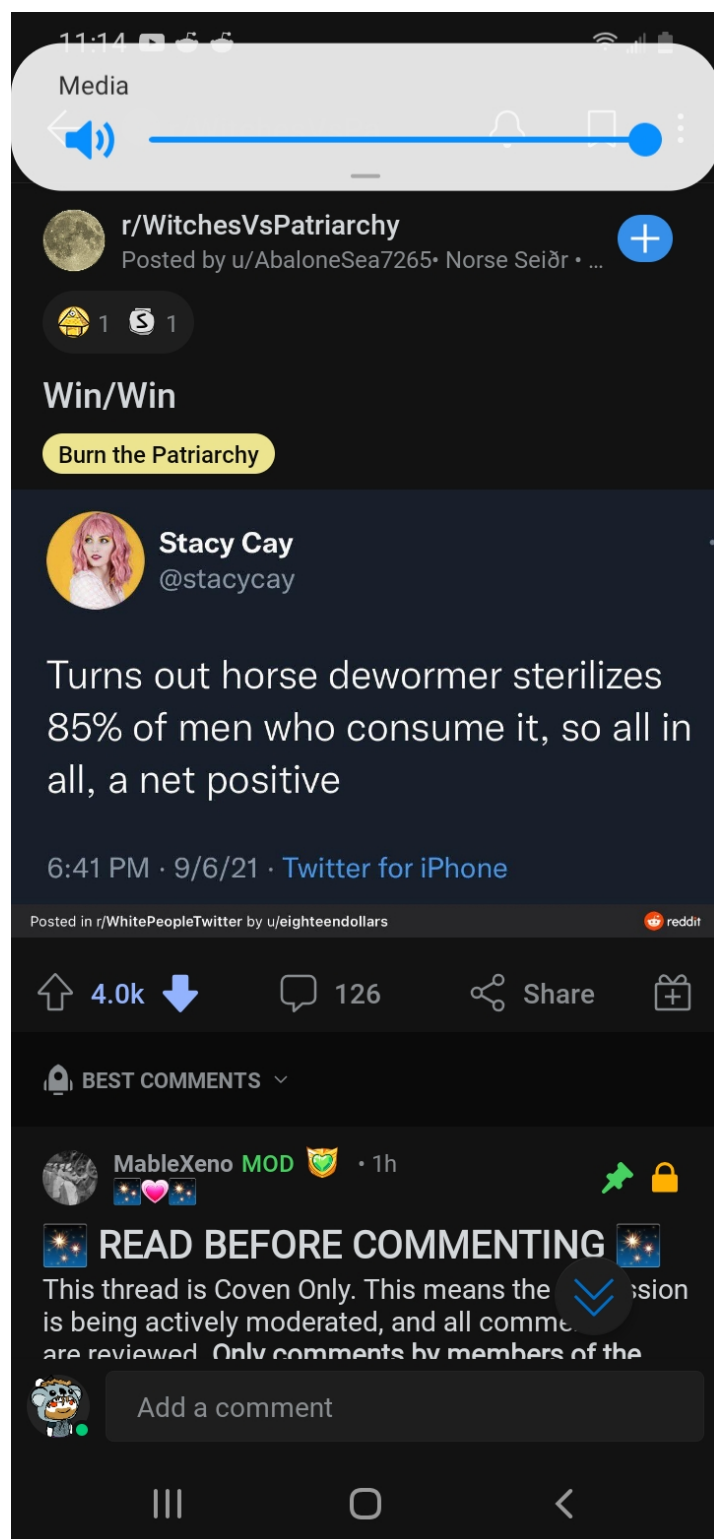 11:14
Media
r/WitchesVsPatriarchy
Posted by u/AbaloneSea7265• Norse Seiðr • ...
1 1
Win/Win
Burn the Patriarchy
Stacy Cay
@stacycay
Turns out horse dewormer sterilizes
85% of men who consume it, so all in
all, a net positive
6:41 PM · 9/6/21 · Twitter for iPhone
Posted in r/WhitePeopleTwitter by u/eighteendollars reddit
4.0k 126 Share
BEST COMMENTS
MableXeno MOD • 1h
READ BEFORE COMMENTING
This thread is Coven Only. This means the ssion
is being actively moderated, and all comme
are reviewed. Only comments by members of the
Add a comment